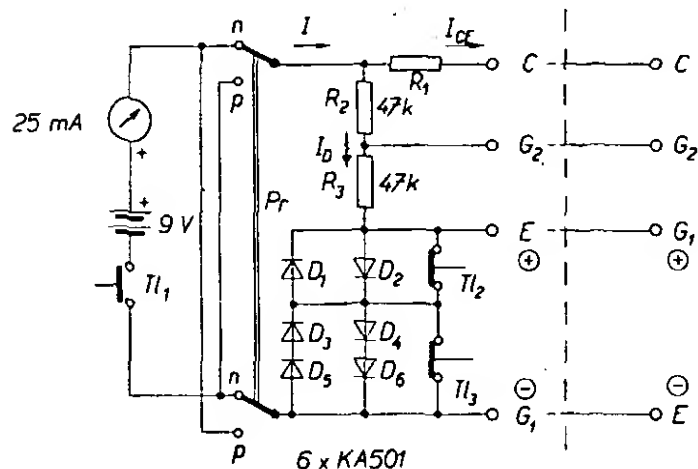 n
I
I_CE
C
C
p
R₁
25 mA
R₂
47k
G₂
G₂
I_D
+
R₃
47k
+
9 V
Př
E
G₁
⊕
⊕
Tl₁
D₁
D₂
Tl₂
D₃
D₄
D₅
D₆
Tl₃
n
⊖
⊖
G₁
E
p
6 x KA501